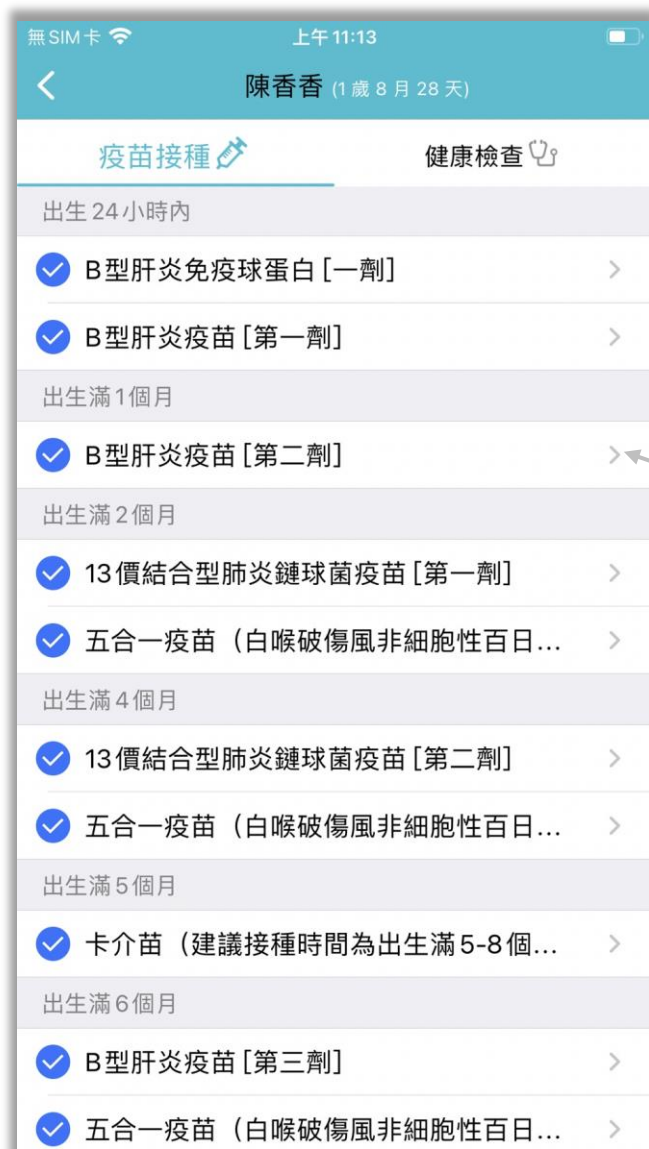 無SIM卡 上午11:13
陳香香 (1 歲 8 月 28 天)
疫苗接種 健康檢查
出生24小時內
B型肝炎免疫球蛋白[一劑]
B型肝炎疫苗[第一劑]
出生滿1個月
B型肝炎疫苗[第二劑]
出生滿2個月
13價結合型肺炎鏈球菌疫苗[第一劑]
五合一疫苗（白喉破傷風非細胞性百日...
出生滿4個月
13價結合型肺炎鏈球菌疫苗[第二劑]
五合一疫苗（白喉破傷風非細胞性百日...
出生滿5個月
卡介苗（建議接種時間為出生滿5-8個...
出生滿6個月
B型肝炎疫苗[第三劑]
五合一疫苗（白喉破傷風非細胞性百日...